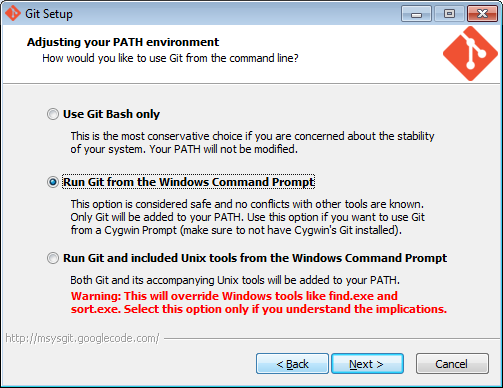 Git Setup
Adjusting your PATH environment
How would you like to use Git from the command line?
Use Git Bash only
This is the most conservative choice if you are concerned about the stability
of your system. Your PATH will not be modified.
Run Git from the Windows Command Prompt
This option is considered safe and no conflicts with other tools are known.
Only Git will be added to your PATH. Use this option if you want to use Git
from a Cygwin Prompt (make sure to not have Cygwin's Git installed).
Run Git and included Unix tools from the Windows Command Prompt
Both Git and its accompanying Unix tools will be added to your PATH.
Warning: This will override Windows tools like find.exe and
sort.exe. Select this option only if you understand the implications.
http://msysgit.googlecode.com/
< Back Next > Cancel